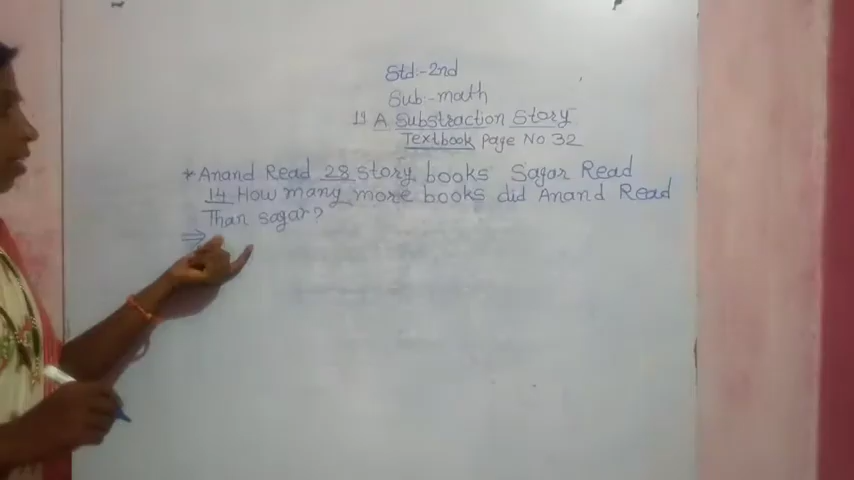 Std:-2nd
Sub:-math
19 A Substraction Story
Textbook Page No 32
*Anand Read 28 story books Sagar Read
14 How many more books did Anand Read
Than sagar?
⇒